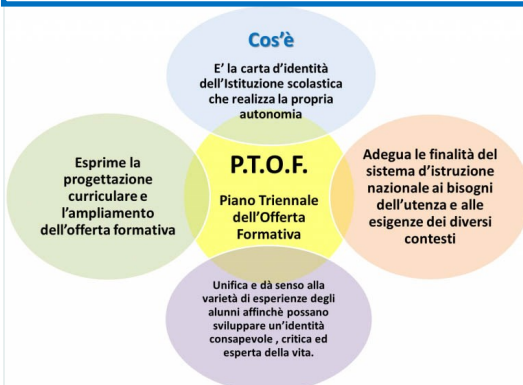 Cos'è
E' la carta d'identità
dell'Istituzione scolastica
che realizza la propria
autonomia
Esprime la
progettazione
curriculare e
l'ampliamento
dell'offerta formativa
P.T.O.F.
Piano Triennale
dell'Offerta
Formativa
Adegua le finalità del
sistema d'istruzione
nazionale ai bisogni
dell'utenza e alle
esigenze dei diversi
contesti
Unifica e dà senso alla
varietà di esperienze degli
alunni affinchè possano
sviluppare un'identità
consapevole , critica ed
esperta della vita.